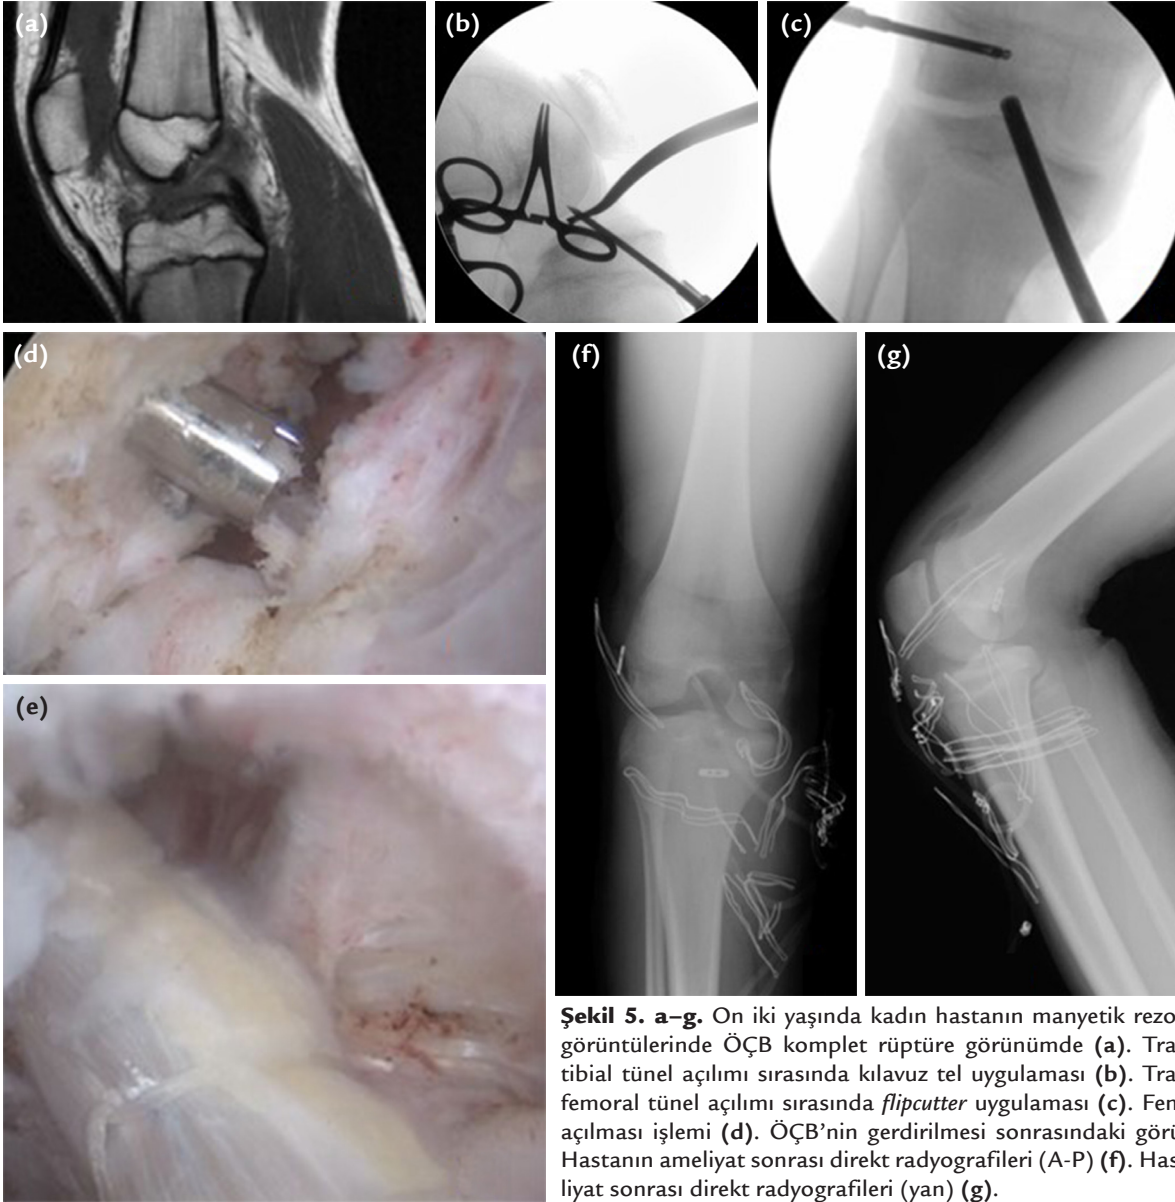 (a)
(b)
(c)
(d)
(e)
(f)
(g)
Şekil 5. a–g. On iki yaşında kadın hastanın manyetik rezo
görüntülerinde ÖÇB komplet rüptüre görünümde (a). Tra
tibial tünel açılımı sırasında kılavuz tel uygulaması (b). Tra
femoral tünel açılımı sırasında flipcutter uygulaması (c). Fem
açılması işlemi (d). ÖÇB’nin gerdirilmesi sonrasındaki görü
Hastanın ameliyat sonrası direkt radyografileri (A-P) (f). Has
liyat sonrası direkt radyografileri (yan) (g).